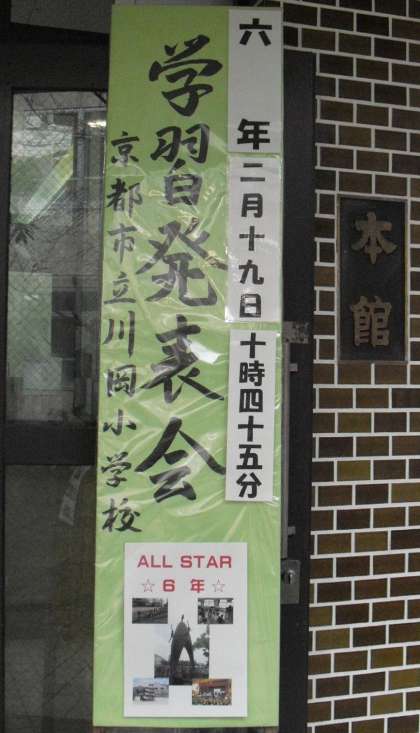 六年
二月十九日
十時四十五分
学習発表会
京都市立川岡小学校
本館
ALL STAR
☆6年☆